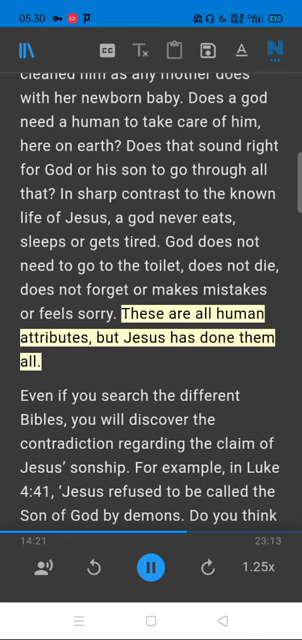 05.30
cleaned him as any mother does
with her newborn baby. Does a god
need a human to take care of him,
here on earth? Does that sound right
for God or his son to go through all
that? In sharp contrast to the known
life of Jesus, a god never eats,
sleeps or gets tired. God does not
need to go to the toilet, does not die,
does not forget or makes mistakes
or feels sorry. These are all human
attributes, but Jesus has done them
all.
Even if you search the different
Bibles, you will discover the
contradiction regarding the claim of
Jesus’ sonship. For example, in Luke
4:41, ‘Jesus refused to be called the
Son of God by demons. Do you think
14:21 23:13
1.25x